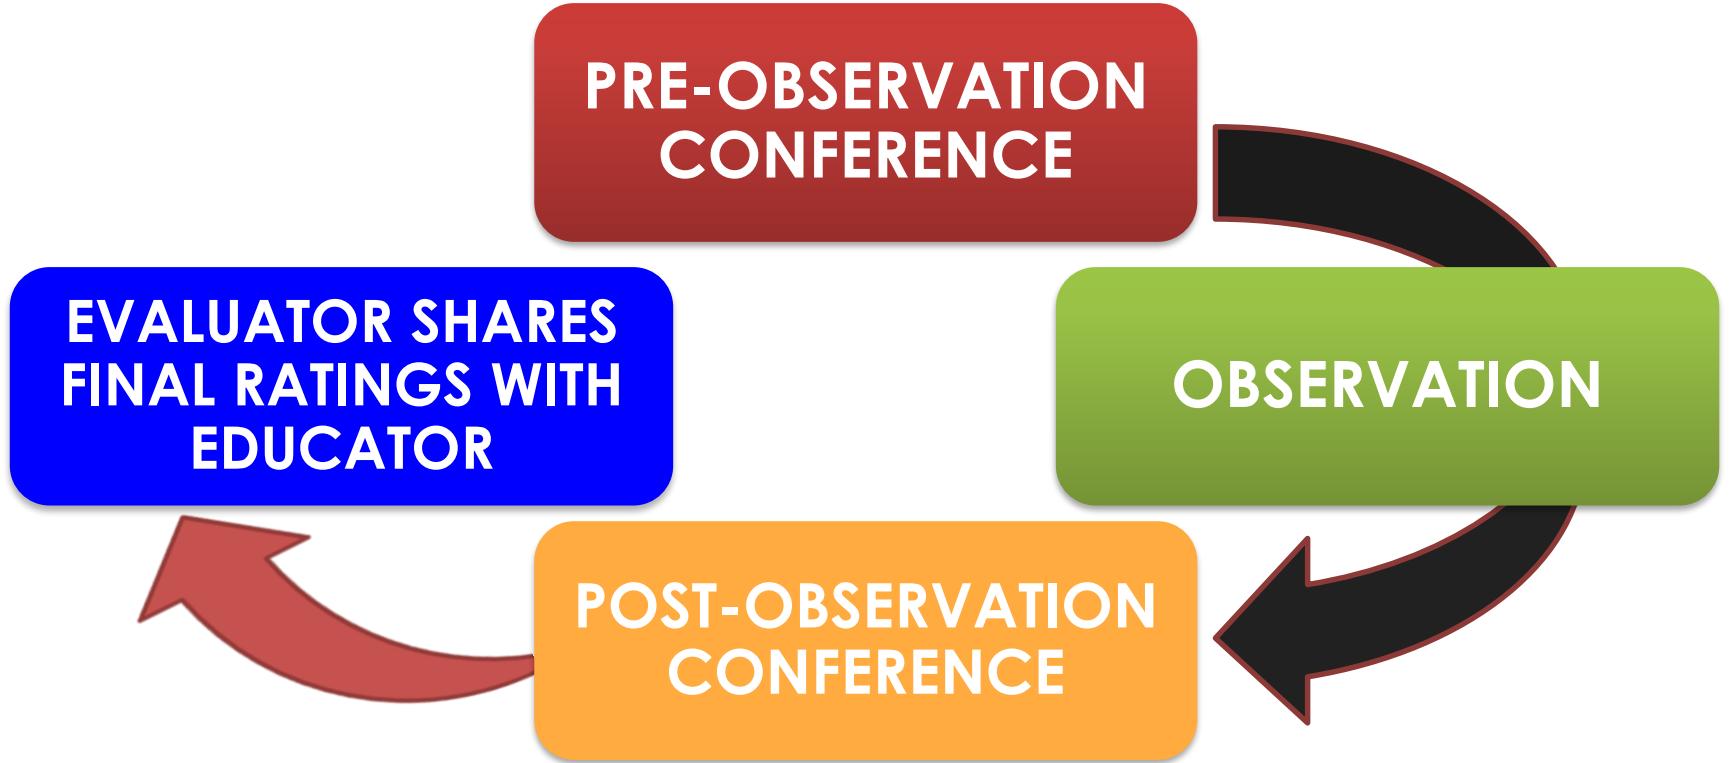 PRE-OBSERVATION
CONFERENCE
OBSERVATION
POST-OBSERVATION
CONFERENCE
EVALUATOR SHARES
FINAL RATINGS WITH
EDUCATOR